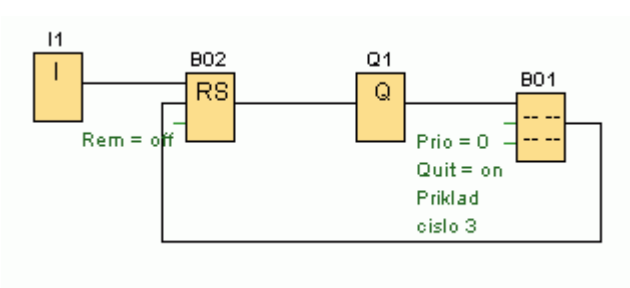 I1
I
B02
RS
Rem = off
Q1
Q
B01
Prio = 0
Quit = on
Priklad
cislo 3